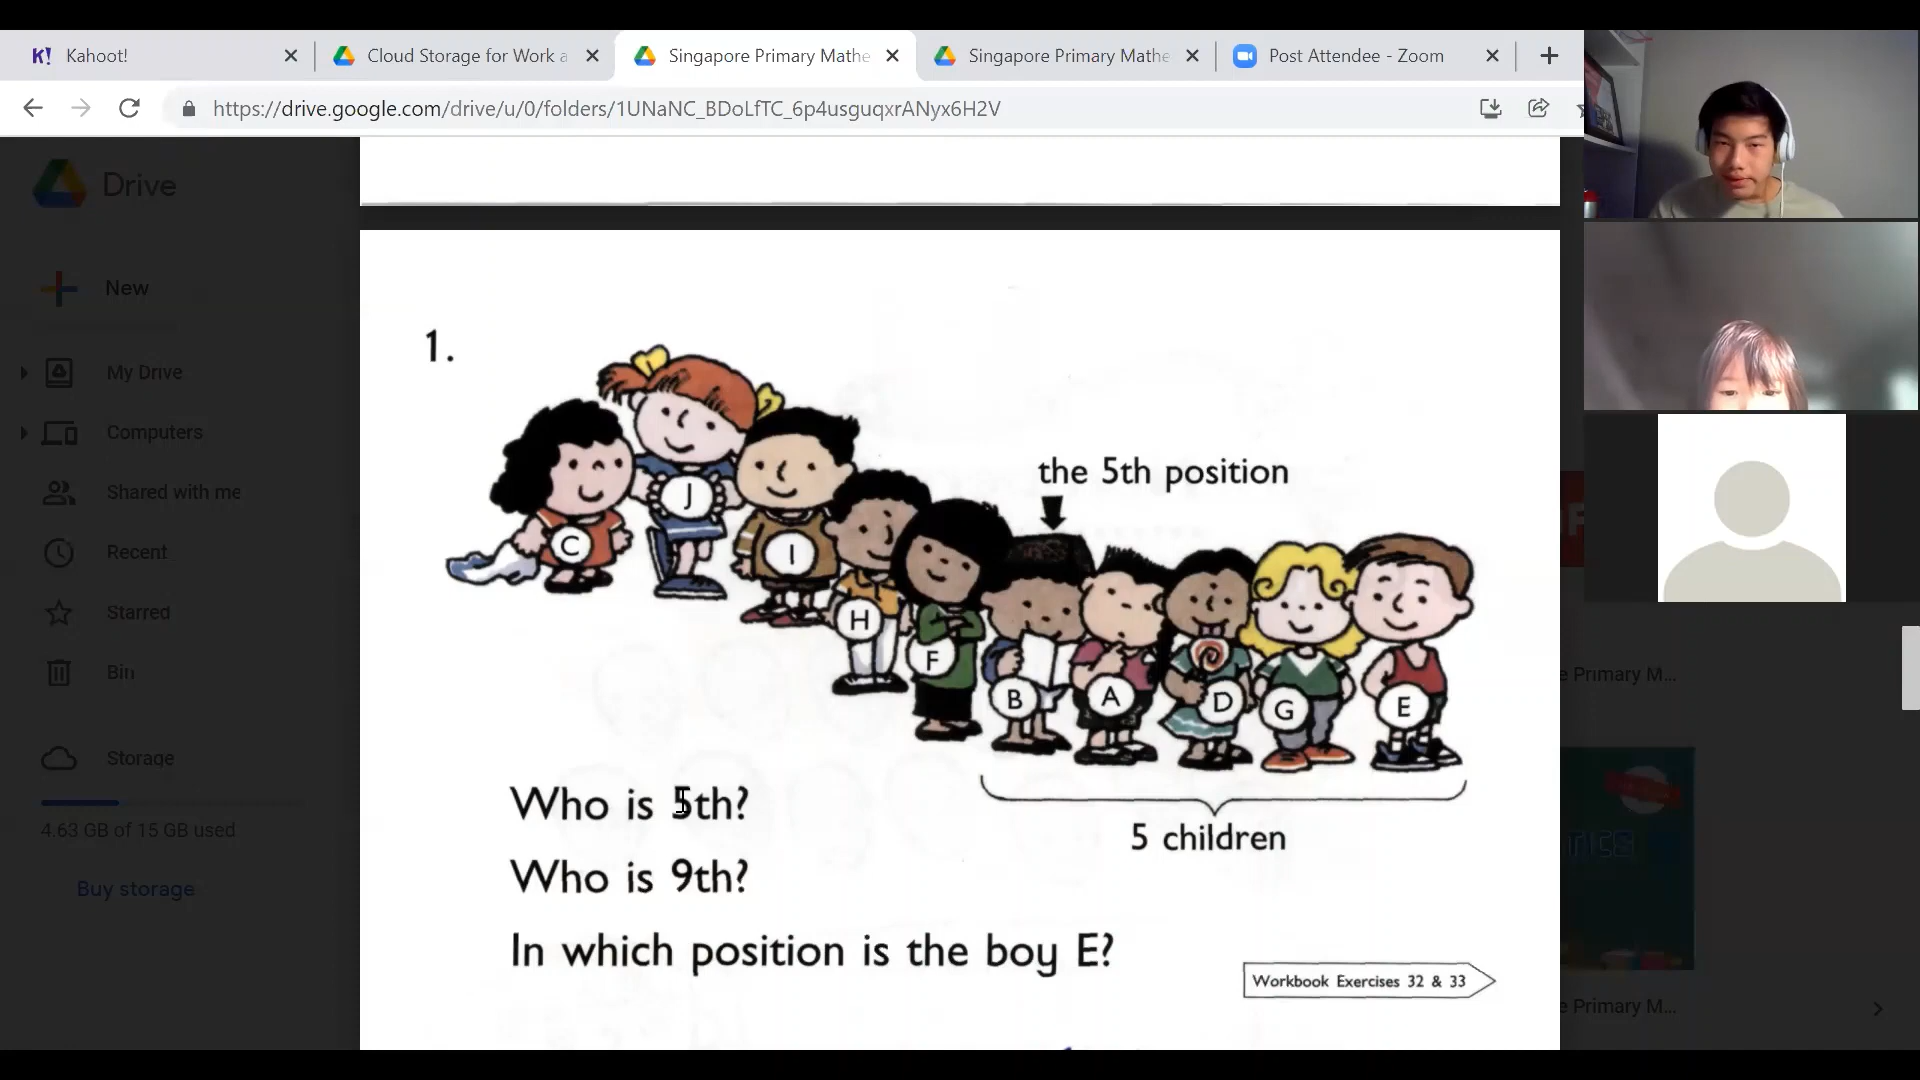 Kahoot!
Cloud Storage for Work a
Singapore Primary Mathe
Singapore Primary Mathe
Post Attendee - Zoom
https://drive.google.com/drive/u/0/folders/1UNaNC_BDoLfTC_6p4usguqxrANyx6H2V
Drive
New
My Drive
Computers
Shared with me
Recent
Starred
Bin
Storage
4.63 GB of 15 GB used
Buy storage
1.
the 5th position
C
J
I
H
F
B
A
D
G
E
5 children
Who is 5th?
Who is 9th?
In which position is the boy E?
Workbook Exercises 32 & 33
e Primary M...
e Primary M...